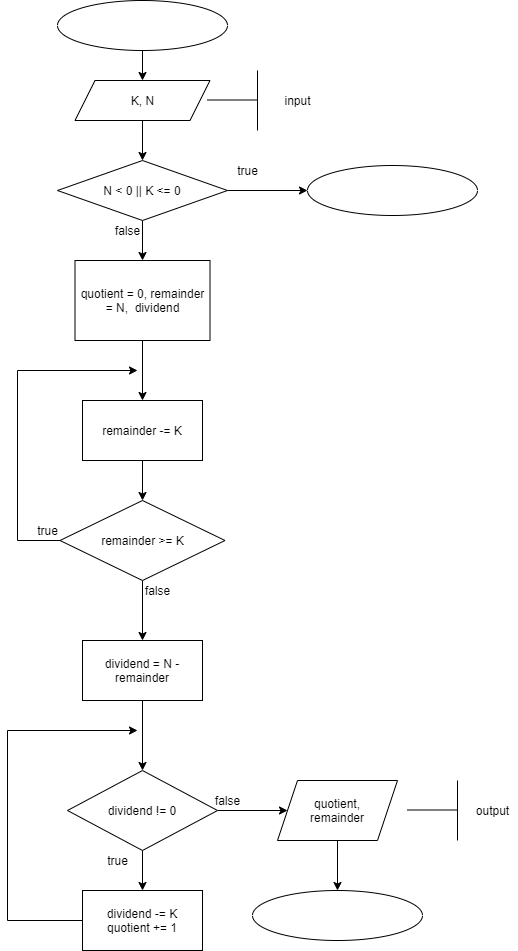 K, N
input
N < 0 || K <= 0
true
false
quotient = 0, remainder
= N,  dividend
remainder -= K
true
remainder >= K
false
dividend = N -
remainder
dividend != 0
false
quotient,
remainder
output
true
dividend -= K
quotient += 1